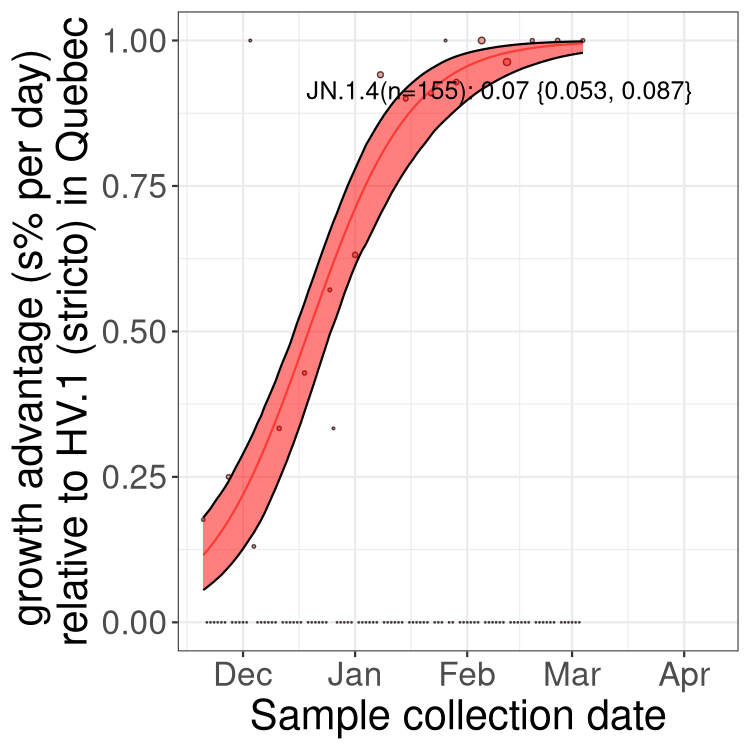 growth advantage (s% per day)
relative to HV.1 (stricto) in Quebec
1.00
0.75
0.50
0.25
0.00
JN.1.4(n=155): 0.07 {0.053, 0.087}
Dec Jan Feb Mar Apr
Sample collection date